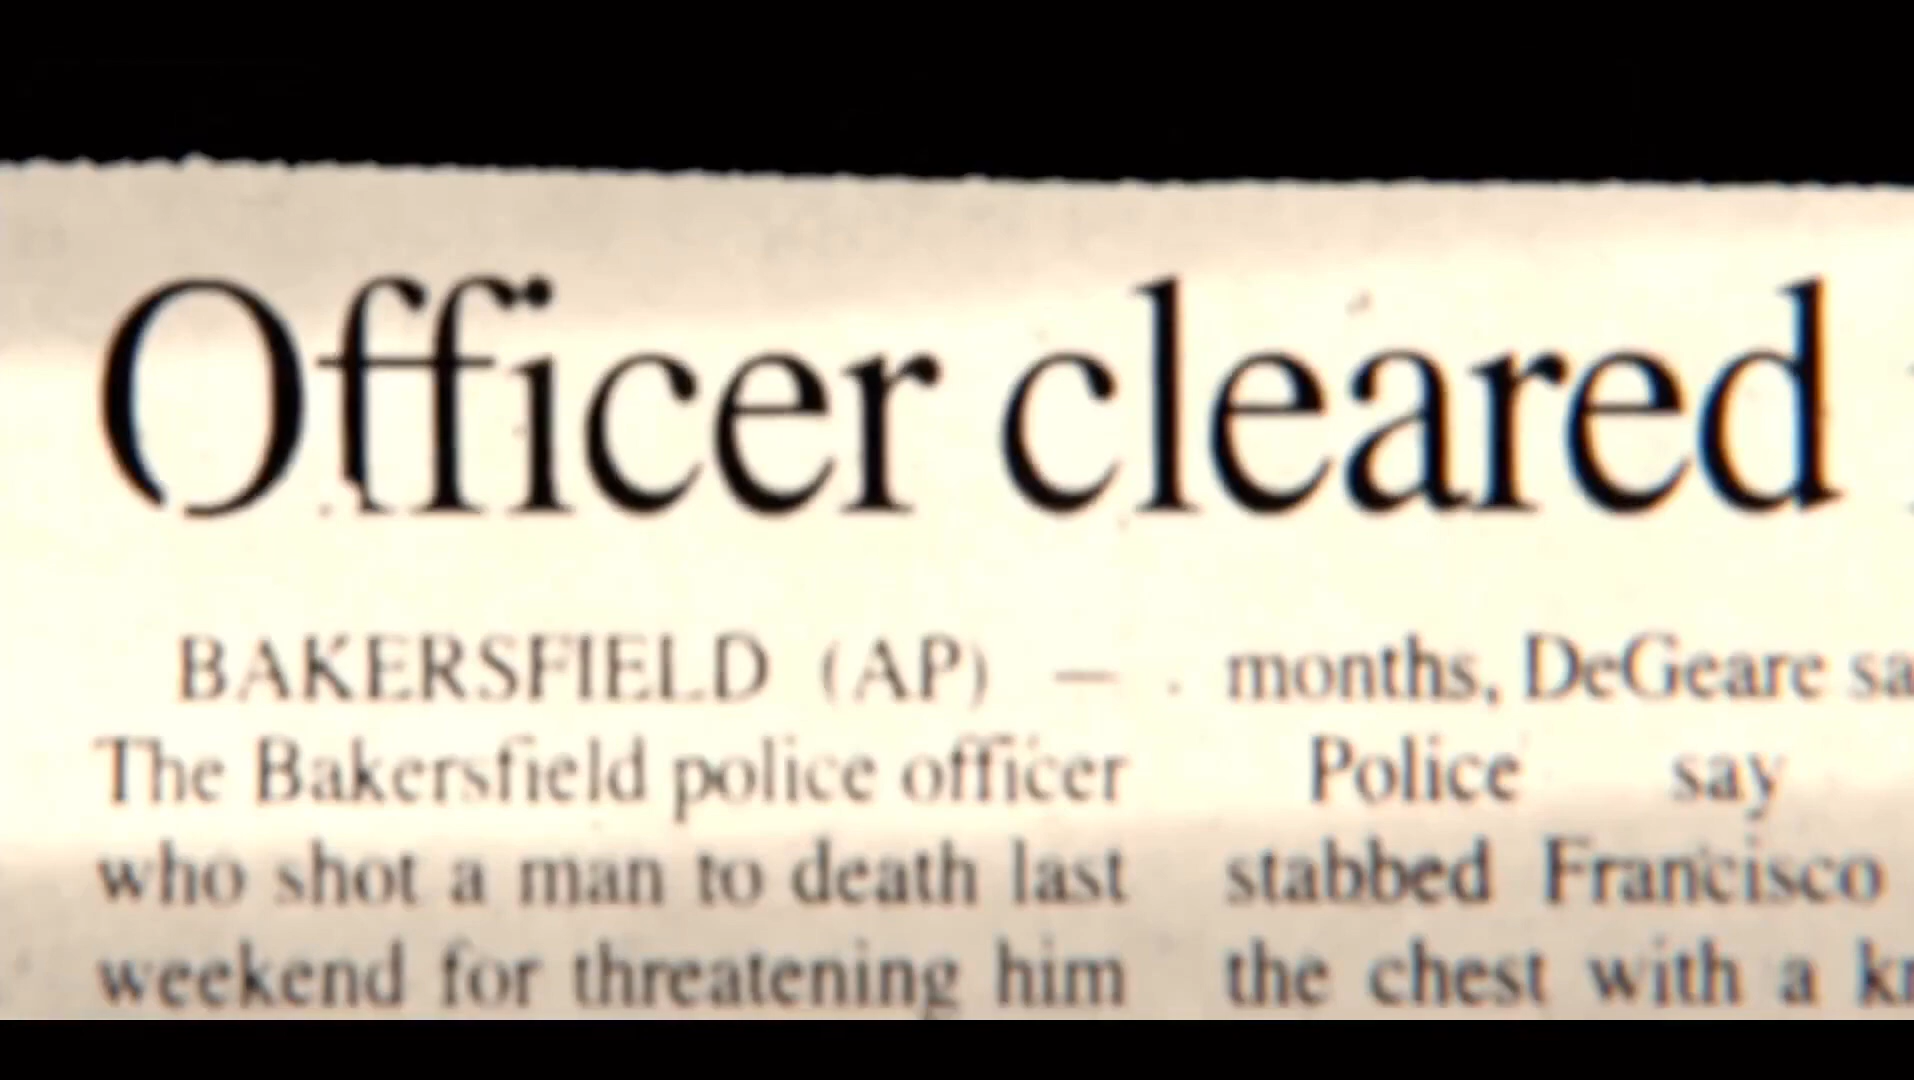 Officer cleared
BAKERSFIELD (AP) —
The Bakersfield police officer
who shot a man to death last
weekend for threatening him
months, DeGeare
Police say
stabbed Francisco
the chest with a